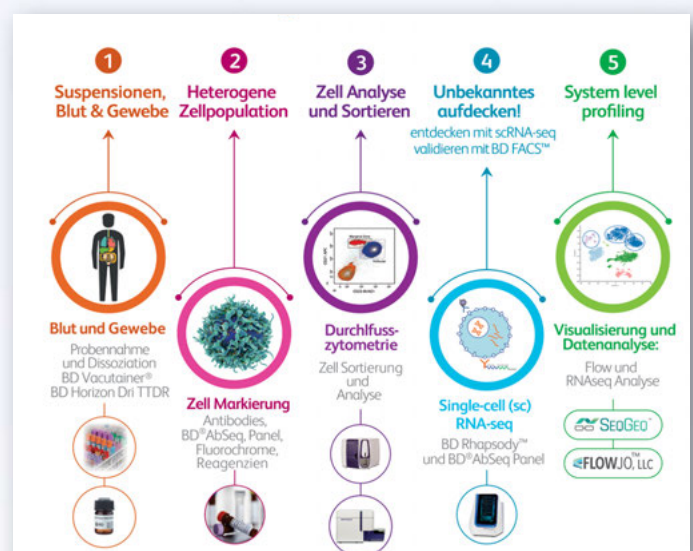 1
Suspensionen,
Blut & Gewebe
2
Heterogene
Zellpopulation
3
Zell Analyse
und Sortieren
4
Unbekanntes
aufdecken!
entdecken mit scRNA-seq
validieren mit BD FACS™
5
System level
profiling
Blut und Gewebe
Probennahme
und Dissoziation
BD Vacutainer®
BD Horizon Dri TTDR
Zell Markierung
Antibodies,
BD®AbSeq, Panel,
Fluorochrome,
Reagenzien
Durchlfuss-
zytometrie
Zell Sortierung
und
Analyse
Single-cell (sc)
RNA-seq
BD Rhapsody™
und BD®AbSeq Panel
Visualisierung und
Datenanalyse:
Flow und
RNAseq Analyse
SEQGEO™
FLOWJO,™ LLC